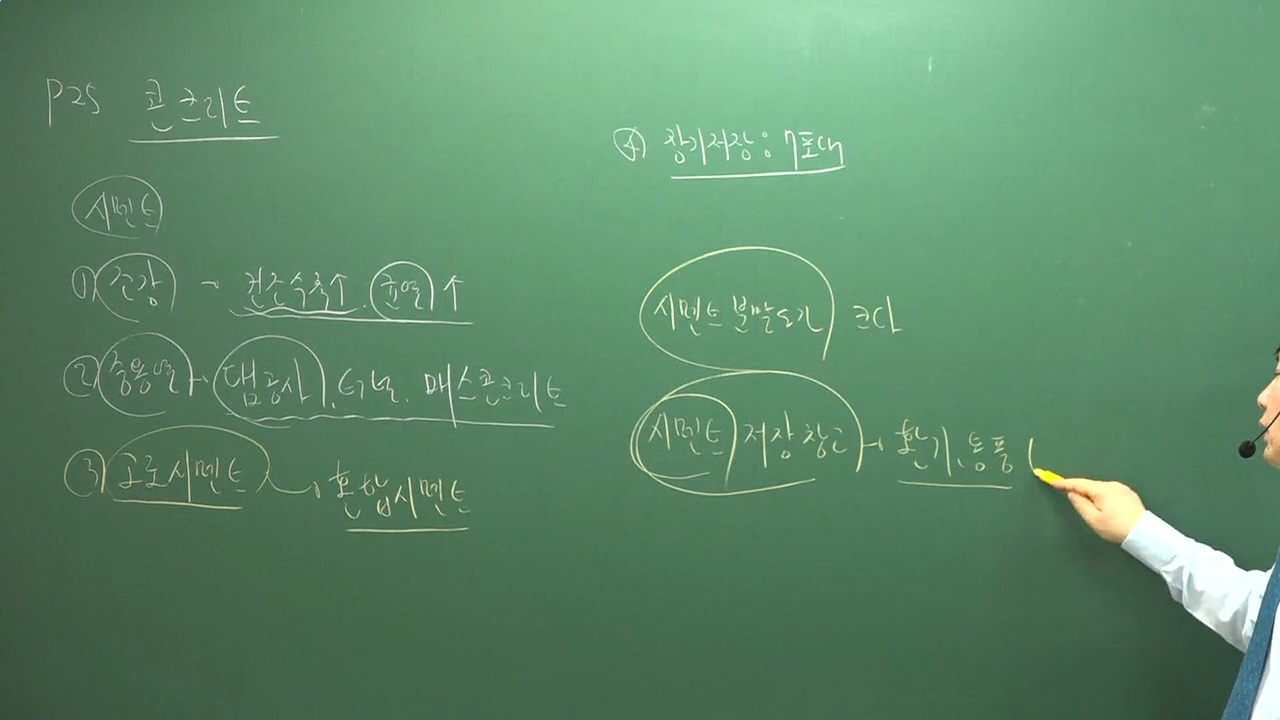 P25 콘크리트
시멘트
① 조강 → 건조수축↑. 균열↑
② 중용열 → 댐공사, 터널, 매스콘크리트
③ 고로시멘트 → 혼합시멘트
④ 장기저장 : 7포대
시멘트 분말도가 크다
시멘트 저장창고 → 환기, 통풍 (